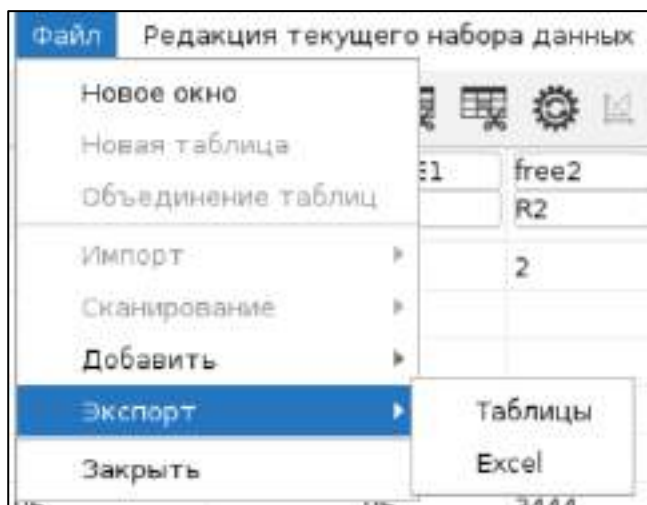 Файл Редакция текущего набора данных
Новое окно
Новая таблица
Объединение таблиц
free2
R2
Импорт
2
Сканирование
Добавить
Экспорт
Таблицы
Excel
Закрыть